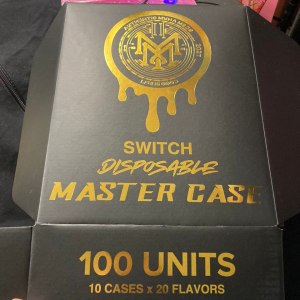 SWITCH
DISPOSABLE
MASTER CASE
100 UNITS
10 CASES x 20 FLAVORS